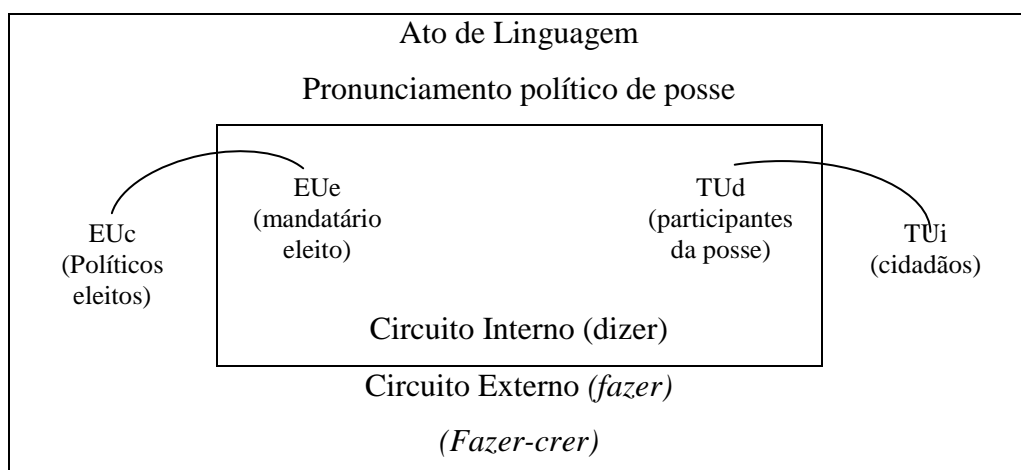 Ato de Linguagem
Pronunciamento político de posse
EUc
(Políticos
eleitos)
EUe
(mandatário
eleito)
TUd
(participantes
da posse)
TUi
(cidadãos)
Circuito Interno (dizer)
Circuito Externo (fazer)
(Fazer-crer)